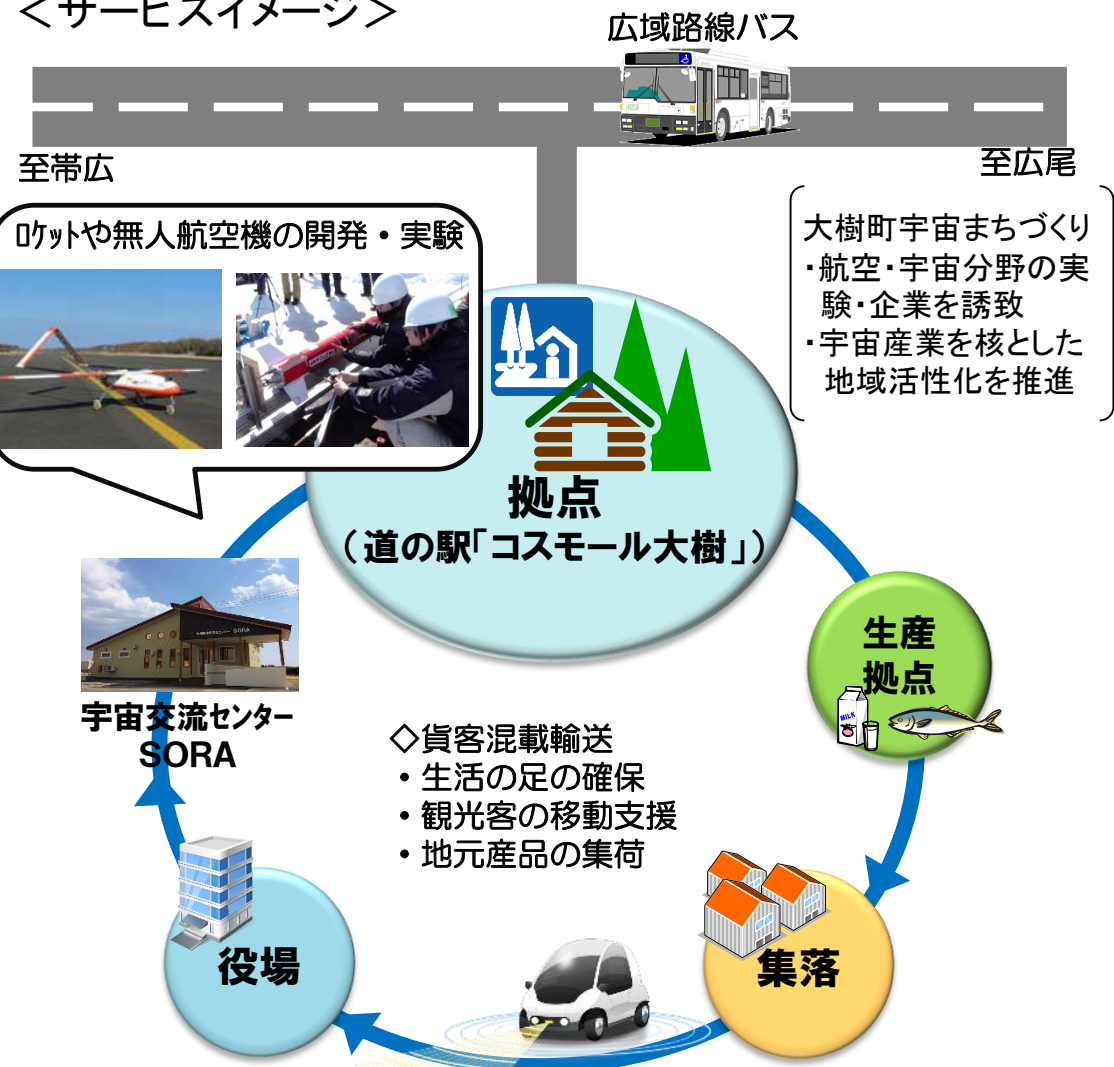 ＜サービスイメージ＞
広域路線バス
至帯広
至広尾
ﾛｹｯﾄや無人航空機の開発・実験
大樹町宇宙まちづくり
・航空・宇宙分野の実
験・企業を誘致
・宇宙産業を核とした
地域活性化を推進
拠点
（道の駅「コスモール大樹」）
生産
拠点
MILK
SORA
宇宙交流センター
SORA
◇貨客混載輸送
・生活の足の確保
・観光客の移動支援
・地元産品の集荷
役場
集落